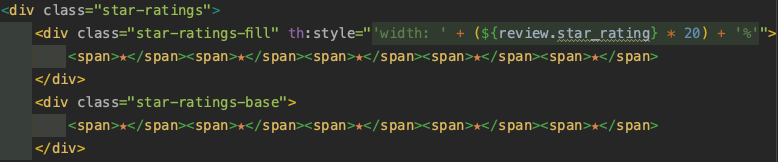 <div class="star-ratings">
<div class="star-ratings-fill" th:style="'width: ' + (${review.star_rating} * 20) + '%'">
<span>★</span><span>★</span><span>★</span><span>★</span><span>★</span>
</div>
<div class="star-ratings-base">
<span>★</span><span>★</span><span>★</span><span>★</span><span>★</span>
</div>